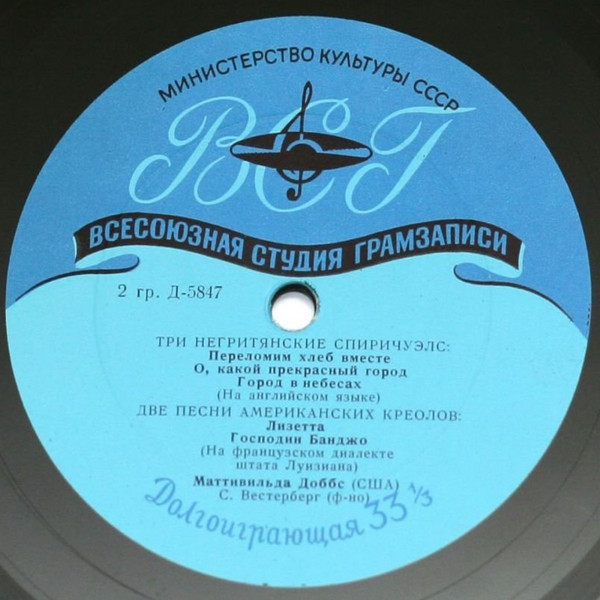 МИНИСТЕРСТВО КУЛЬТУРЫ СССР
ВСГ
ВСЕСОЮЗНАЯ СТУДИЯ ГРАМЗАПИСИ
2 гр. Д-5847
ТРИ НЕГРИТЯНСКИЕ СПИРИЧУЭЛС:
Переломим хлеб вместе
О, какой прекрасный город
Город в небесах
(На английском языке)
ДВЕ ПЕСНИ АМЕРИКАНСКИХ КРЕОЛОВ:
Лизетта
Господин Банджо
(На французском диалекте
штата Луизиана)
Маттивильда Доббс (США)
С. Вестерберг (ф-но)
Долгоиграющая 33 1/3